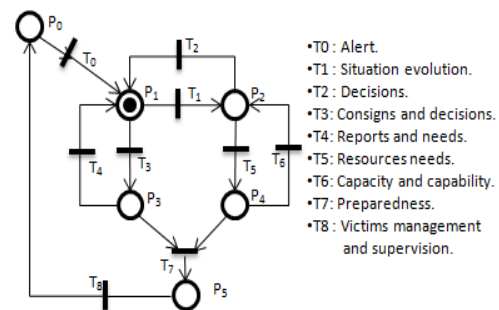 P0
T0
T2
P1
T1
P2
T4
T3
T5
T6
P3
P4
T7
T8
P5
•T0 : Alert.
•T1 : Situation evolution.
•T2 : Decisions.
•T3 : Consigns and decisions.
•T4 : Reports and needs.
•T5 : Resources needs.
•T6 : Capacity and capability.
•T7 : Preparedness.
•T8 : Victims management
and supervision.